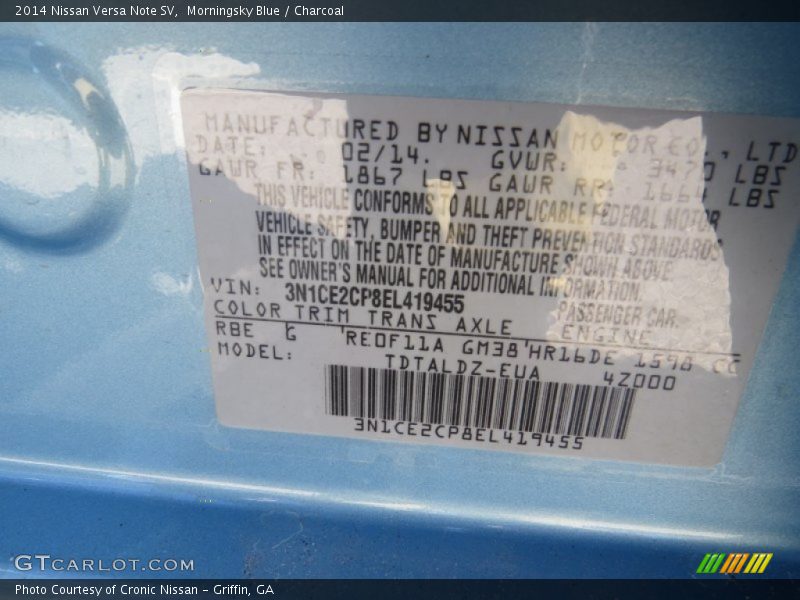 2014 Nissan Versa Note SV,  Morningsky Blue / Charcoal
MANUFACTURED BY NISSAN MOTOR CO., LTD
DATE: 02/14. GVWR: 3470 LBS
GAWR FR: 1867 LBS GAWR RR: 1664 LBS
THIS VEHICLE CONFORMS TO ALL APPLICABLE FEDERAL MOTOR
VEHICLE SAFETY, BUMPER AND THEFT PREVENTION STANDARDS
IN EFFECT ON THE DATE OF MANUFACTURE SHOWN ABOVE.
SEE OWNER'S MANUAL FOR ADDITIONAL INFORMATION.
VIN: 3N1CE2CP8EL419455 PASSENGER CAR.
COLOR TRIM TRANS AXLE ENGINE
RBE G RE0F11A GM38 HR16DE 1598 CC
MODEL: TDTALDZ-EUA 4Z000
3N1CE2CP8EL419455
GTCARLOT.COM
Photo Courtesy of Cronic Nissan - Griffin, GA